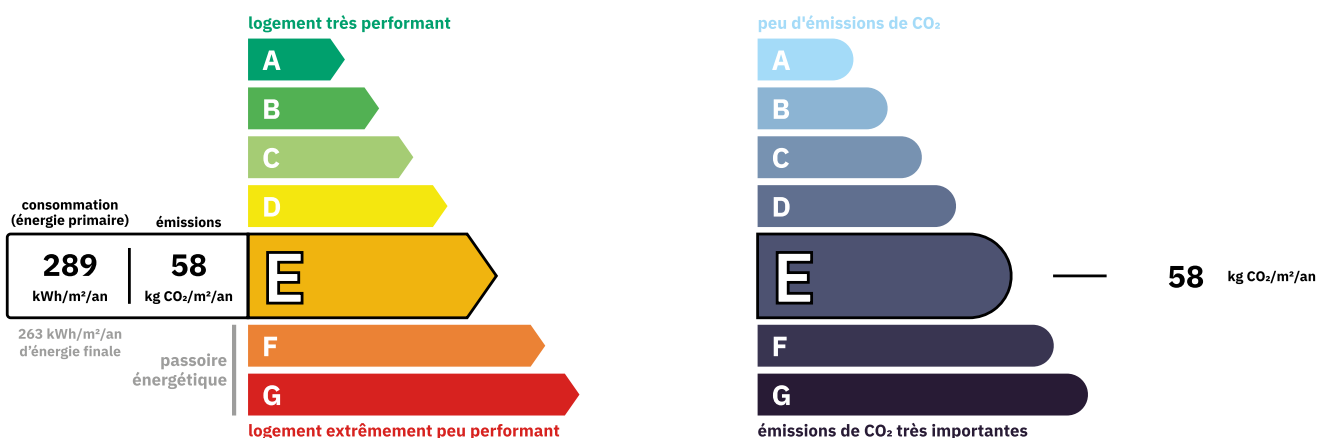 logement très performant
A
B
C
D
consommation
(énergie primaire)
émissions
289
kWh/m²/an
58
kg CO₂/m²/an
E
263 kWh/m²/an
d'énergie finale
passoire
énergétique
F
G
logement extrêmement peu performant
peu d'émissions de CO₂
A
B
C
D
E
58 kg CO₂/m²/an
F
G
émissions de CO₂ très importantes